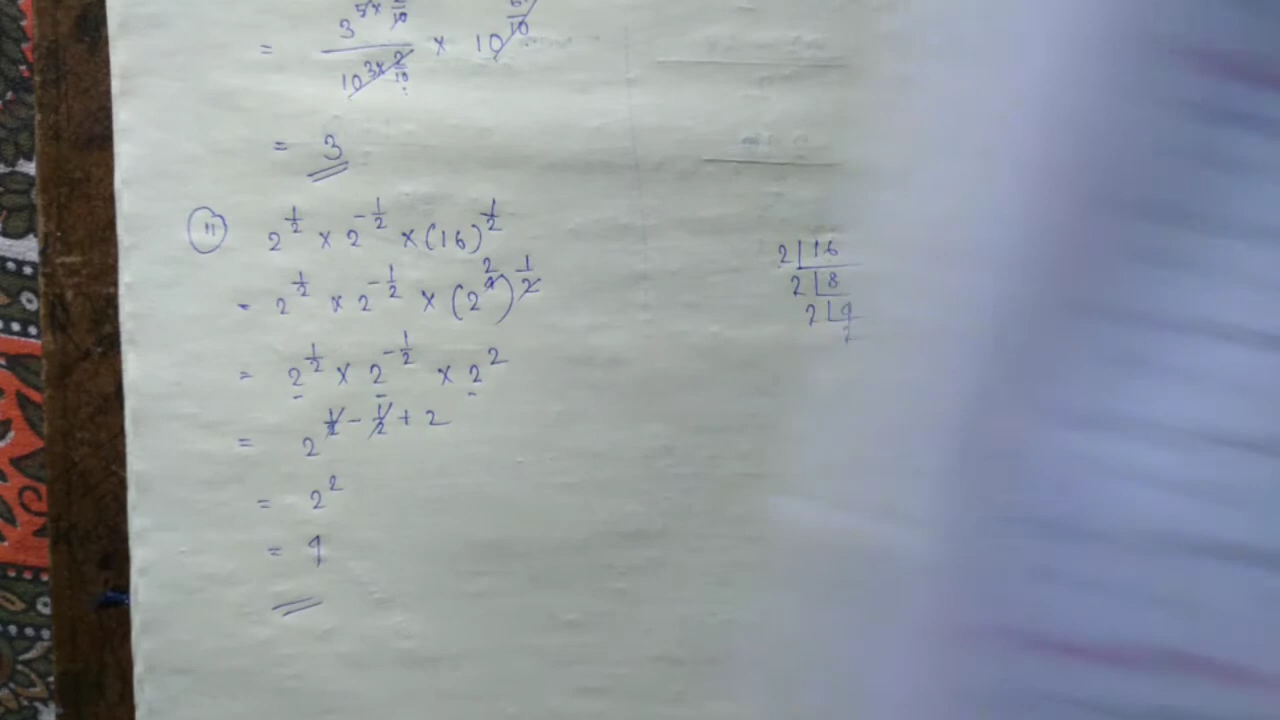 = 3^(5×2/10) / 10^(3×2/10) × 10^(6/10)
= 3
11
2^(1/2) × 2^(-1/2) × (16)^(1/2)
= 2^(1/2) × 2^(-1/2) × (2^4)^(1/2) 2
= 2^(1/2) × 2^(-1/2) × 2^2
= 2^(1/2 - 1/2 + 2)
= 2^2
= 4
2 | 16
2 | 8
2 | 4
2